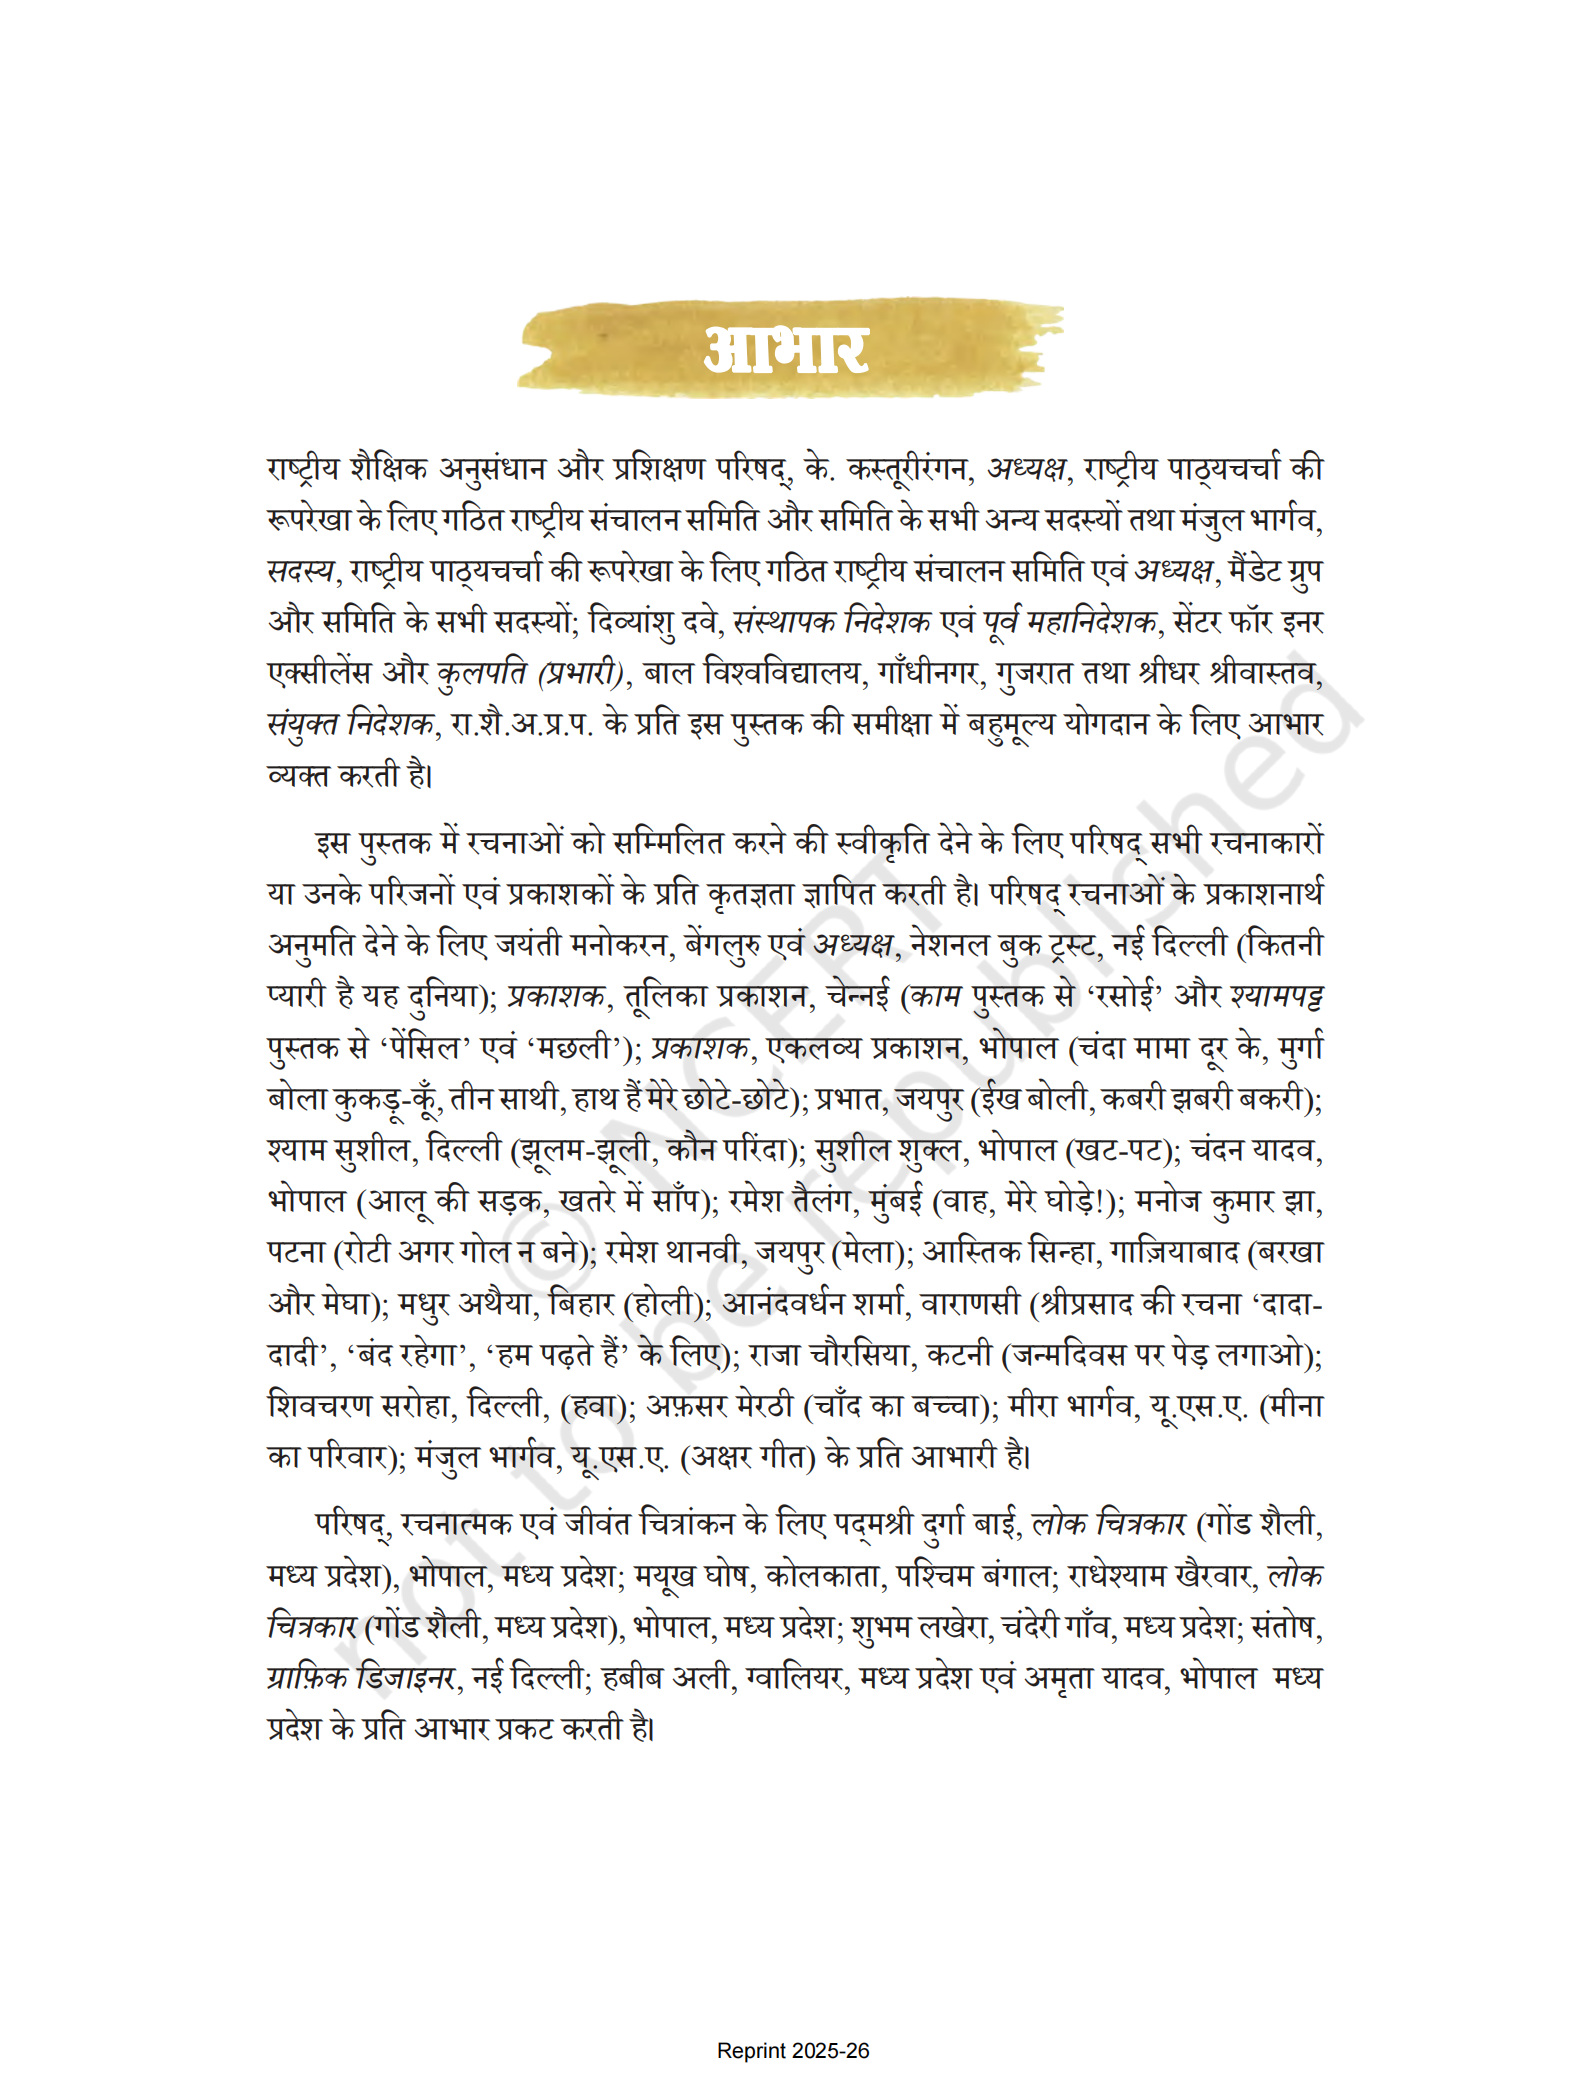 आभार
राष्ट्रीय शैक्षिक अनुसंधान और प्रशिक्षण परिषद्, के. कस्तूरीरंगन, अध्यक्ष, राष्ट्रीय पाठ्यचर्चा की
रूपरेखा के लिए गठित राष्ट्रीय संचालन समिति और समिति के सभी अन्य सदस्यों तथा मंजुल भार्गव,
सदस्य, राष्ट्रीय पाठ्यचर्चा की रूपरेखा के लिए गठित राष्ट्रीय संचालन समिति एवं अध्यक्ष, मैंडेट ग्रुप
और समिति के सभी सदस्यों; दिव्यांशु दवे, संस्थापक निदेशक एवं पूर्व महानिदेशक, सेंटर फॉर इनर
एक्सीलेंस और कुलपति (प्रभारी), बाल विश्वविद्यालय, गाँधीनगर, गुजरात तथा श्रीधर श्रीवास्तव,
संयुक्त निदेशक, रा.शै.अ.प्र.प. के प्रति इस पुस्तक की समीक्षा में बहुमूल्य योगदान के लिए आभार
व्यक्त करती है।
इस पुस्तक में रचनाओं को सम्मिलित करने की स्वीकृति देने के लिए परिषद् सभी रचनाकारों
या उनके परिजनों एवं प्रकाशकों के प्रति कृतज्ञता ज्ञापित करती है। परिषद् रचनाओं के प्रकाशनार्थ
अनुमति देने के लिए जयंती मनोकरन, बेंगलुरु एवं अध्यक्ष, नेशनल बुक ट्रस्ट, नई दिल्ली (कितनी
प्यारी है यह दुनिया); प्रकाशक, तूलिका प्रकाशन, चेन्नई (काम पुस्तक से ‘रसोई’ और श्यामपट्ट
पुस्तक से ‘पेंसिल’ एवं ‘मछली’); प्रकाशक, एकलव्य प्रकाशन, भोपाल (चंदा मामा दूर के, मुर्गा
बोला कुकड़ू-कूँ, तीन साथी, हाथ हैं मेरे छोटे-छोटे); प्रभात, जयपुर (ईख बोली, कबरी झबरी बकरी);
श्याम सुशील, दिल्ली (झूलम-झूली, कौन परिंदा); सुशील शुक्ल, भोपाल (खट-पट); चंदन यादव,
भोपाल (आलू की सड़क, खतरे में साँप); रमेश तैलंग, मुंबई (वाह, मेरे घोड़े!); मनोज कुमार झा,
पटना (रोटी अगर गोल न बने); रमेश थानवी, जयपुर (मेला); आस्तिक सिन्हा, गाज़ियाबाद (बरखा
और मेघा); मधुर अथैया, बिहार (होली); आनंदवर्धन शर्मा, वाराणसी (श्रीप्रसाद की रचना ‘दादा-
दादी’, ‘बंद रहेगा’, ‘हम पढ़ते हैं’ के लिए); राजा चौरसिया, कटनी (जन्मदिवस पर पेड़ लगाओ);
शिवचरण सरोहा, दिल्ली, (हवा); अफ़सर मेरठी (चाँद का बच्चा); मीरा भार्गव, यू.एस.ए. (मीना
का परिवार); मंजुल भार्गव, यू.एस.ए. (अक्षर गीत) के प्रति आभारी है।
परिषद्, रचनात्मक एवं जीवंत चित्रांकन के लिए पद्मश्री दुर्गा बाई, लोक चित्रकार (गोंड शैली,
मध्य प्रदेश), भोपाल, मध्य प्रदेश; मयूख घोष, कोलकाता, पश्चिम बंगाल; राधेश्याम खैरवार, लोक
चित्रकार (गोंड शैली, मध्य प्रदेश), भोपाल, मध्य प्रदेश; शुभम लखेरा, चंदेरी गाँव, मध्य प्रदेश; संतोष,
ग्राफ़िक डिज़ाइनर, नई दिल्ली; हबीब अली, ग्वालियर, मध्य प्रदेश एवं अमृता यादव, भोपाल मध्य
प्रदेश के प्रति आभार प्रकट करती है।
© NCERT
not to be republished
Reprint 2025-26